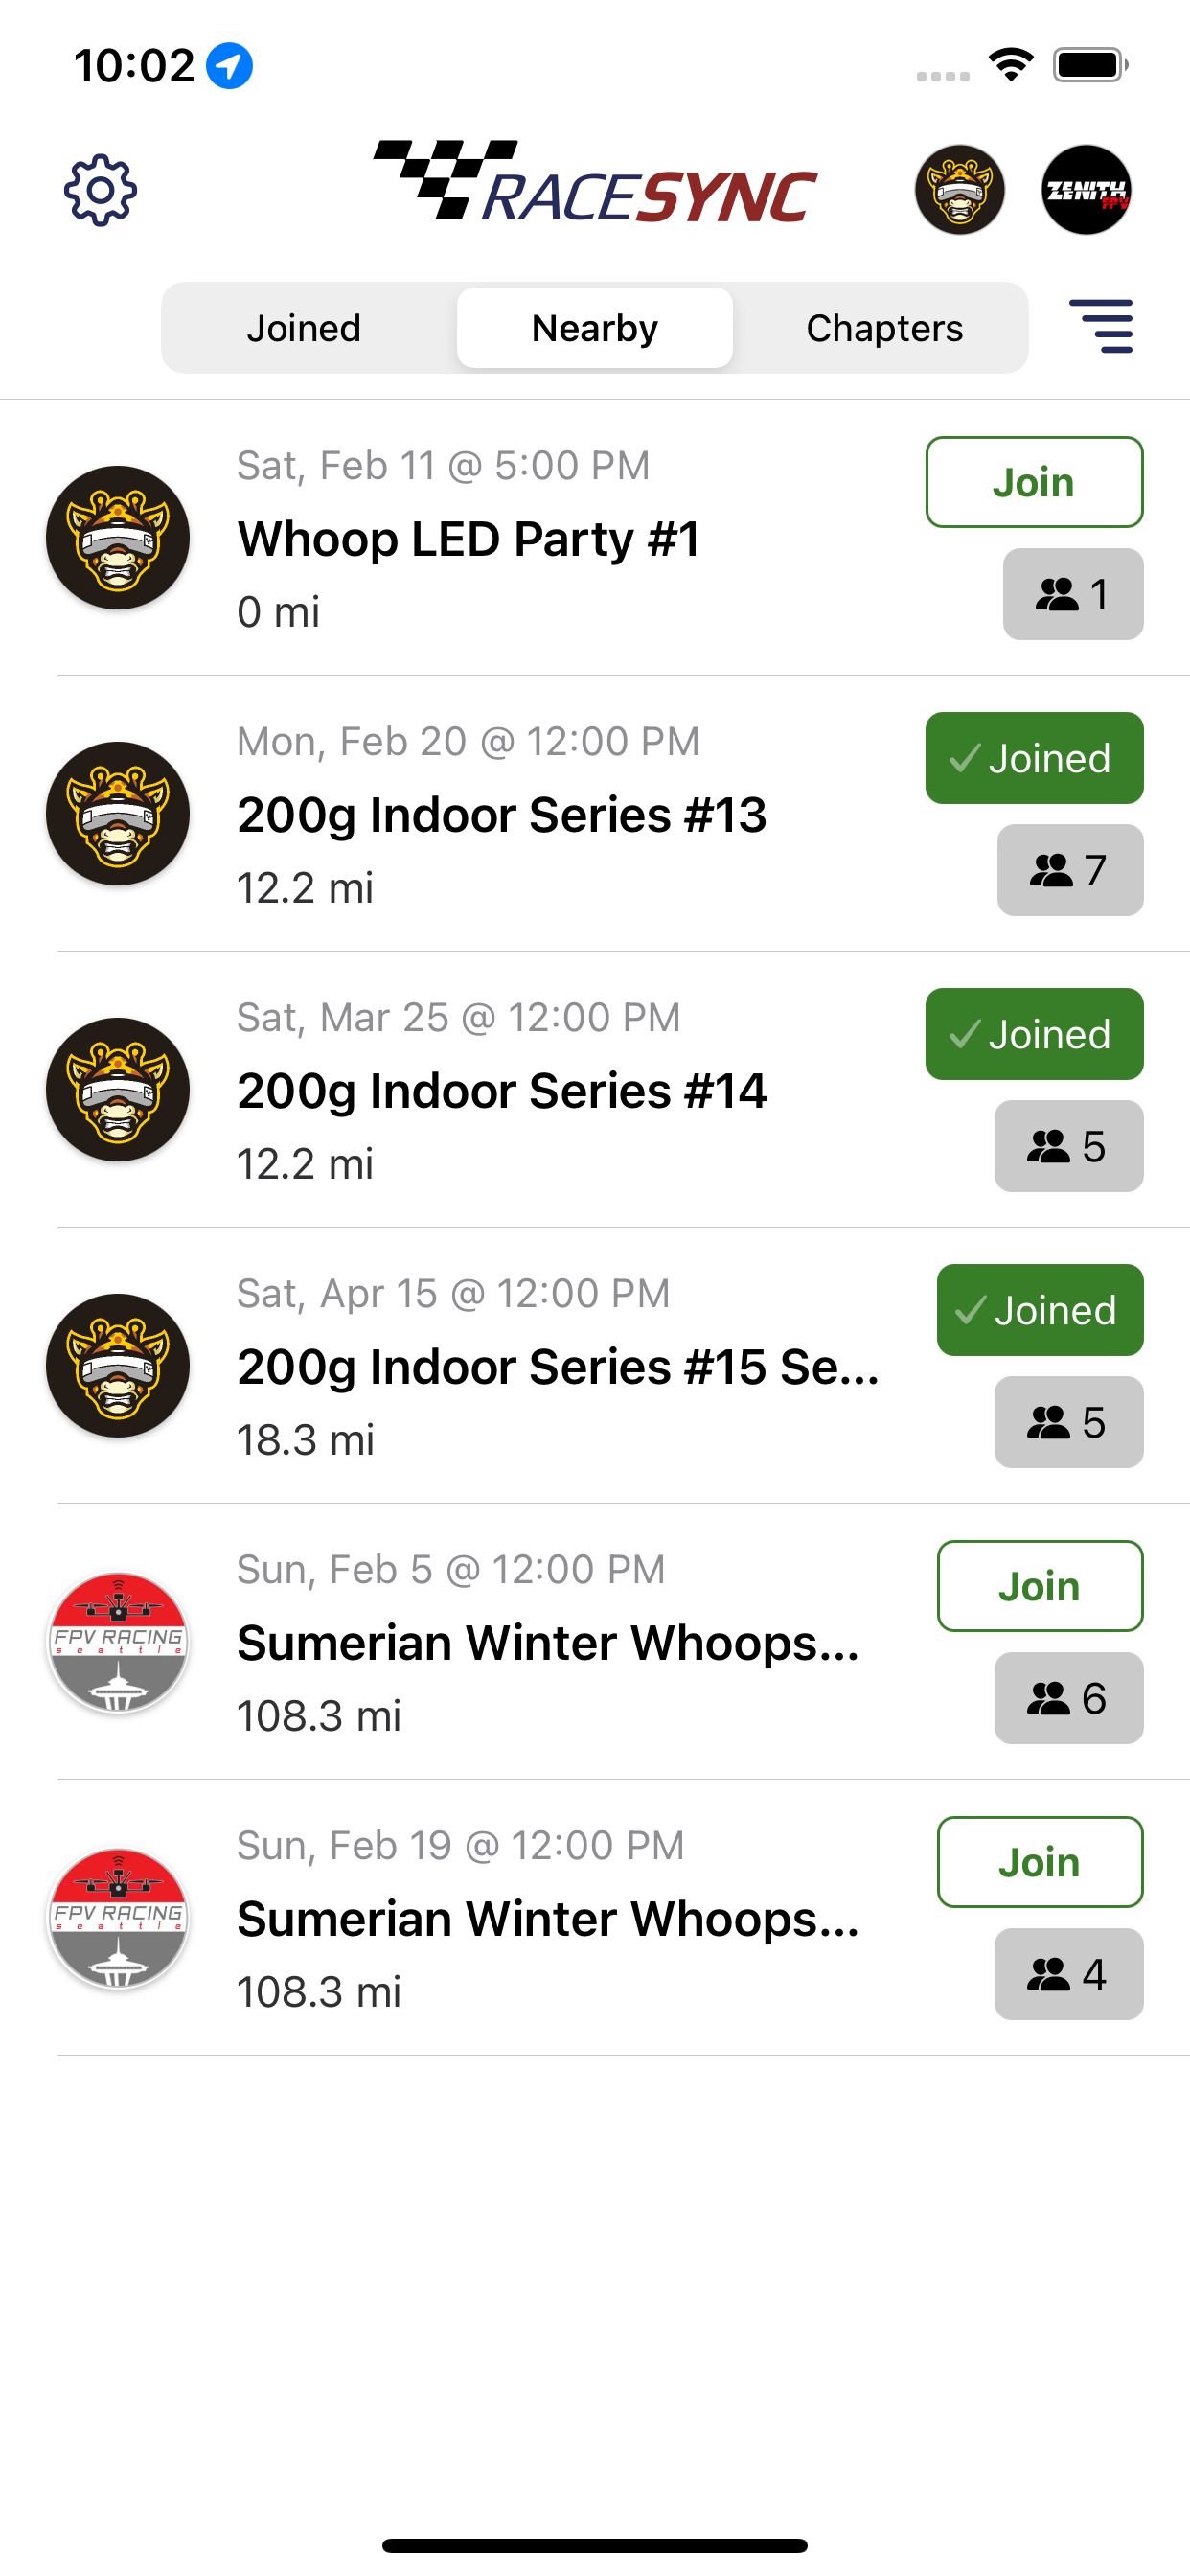 10:02
RACESYNC
ZENITH
FPV
Joined
Nearby
Chapters
Sat, Feb 11 @ 5:00 PM
Whoop LED Party #1
0 mi
Join
1
Mon, Feb 20 @ 12:00 PM
200g Indoor Series #13
12.2 mi
Joined
7
Sat, Mar 25 @ 12:00 PM
200g Indoor Series #14
12.2 mi
Joined
5
Sat, Apr 15 @ 12:00 PM
200g Indoor Series #15 Se...
18.3 mi
Joined
5
FPV RACING
seattle
Sun, Feb 5 @ 12:00 PM
Sumerian Winter Whoops...
108.3 mi
Join
6
FPV RACING
seattle
Sun, Feb 19 @ 12:00 PM
Sumerian Winter Whoops...
108.3 mi
Join
4